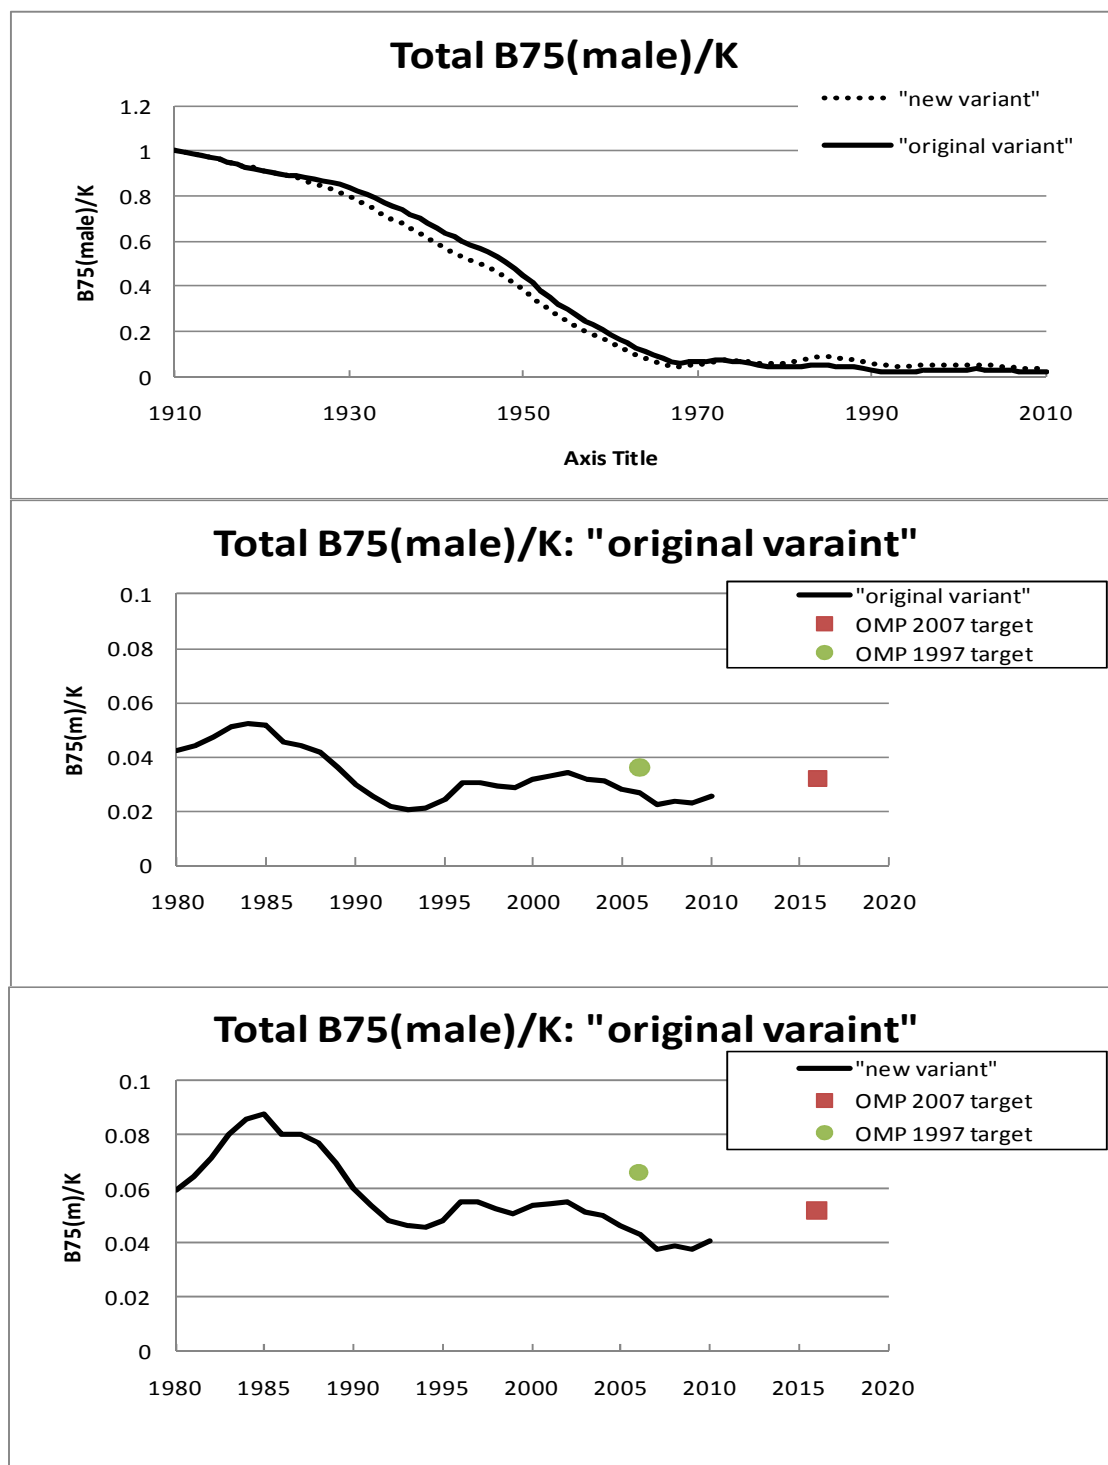 Total B75(male)/K
"new variant"
"original variant"
1.2
1
0.8
0.6
0.4
0.2
0
B75(male)/K
1910 1930 1950 1970 1990 2010
Axis Title
Total B75(male)/K: "original varaint"
"original variant"
OMP 2007 target
OMP 1997 target
0.1
0.08
0.06
0.04
0.02
0
B75(m)/K
1980 1985 1990 1995 2000 2005 2010 2015 2020
Total B75(male)/K: "original varaint"
"new variant"
OMP 2007 target
OMP 1997 target
0.1
0.08
0.06
0.04
0.02
0
B75(m)/K
1980 1985 1990 1995 2000 2005 2010 2015 2020